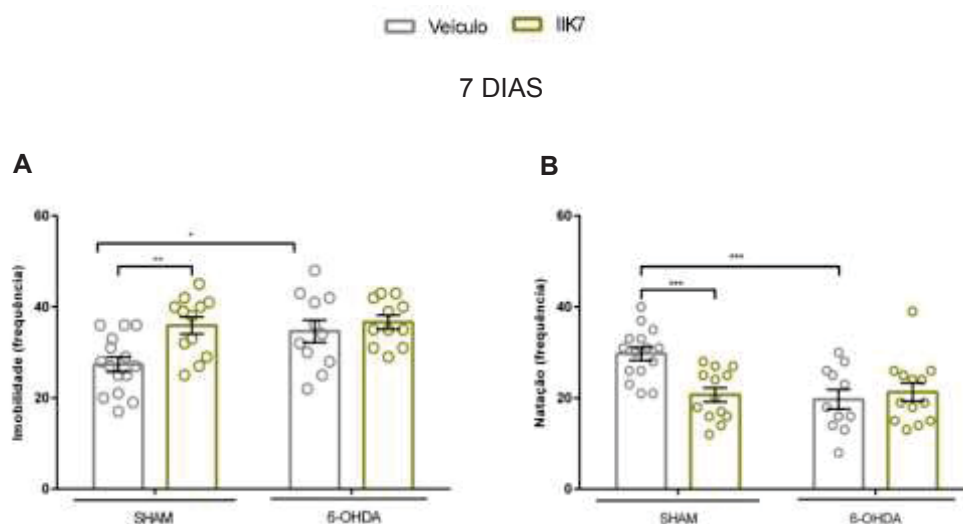 Veículo IIK7
7 DIAS
A
B
Imobilidade (frequência)
60
40
20
0
*
**
SHAM
6-OHDA
Natação (frequência)
60
40
20
0
***
***
SHAM
6-OHDA